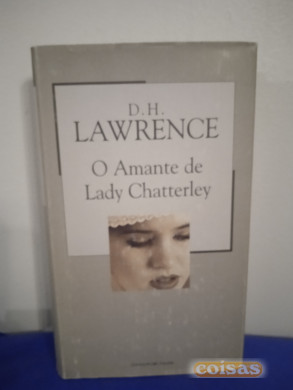 D. H.
LAWRENCE
O Amante de
Lady Chatterley
coisas